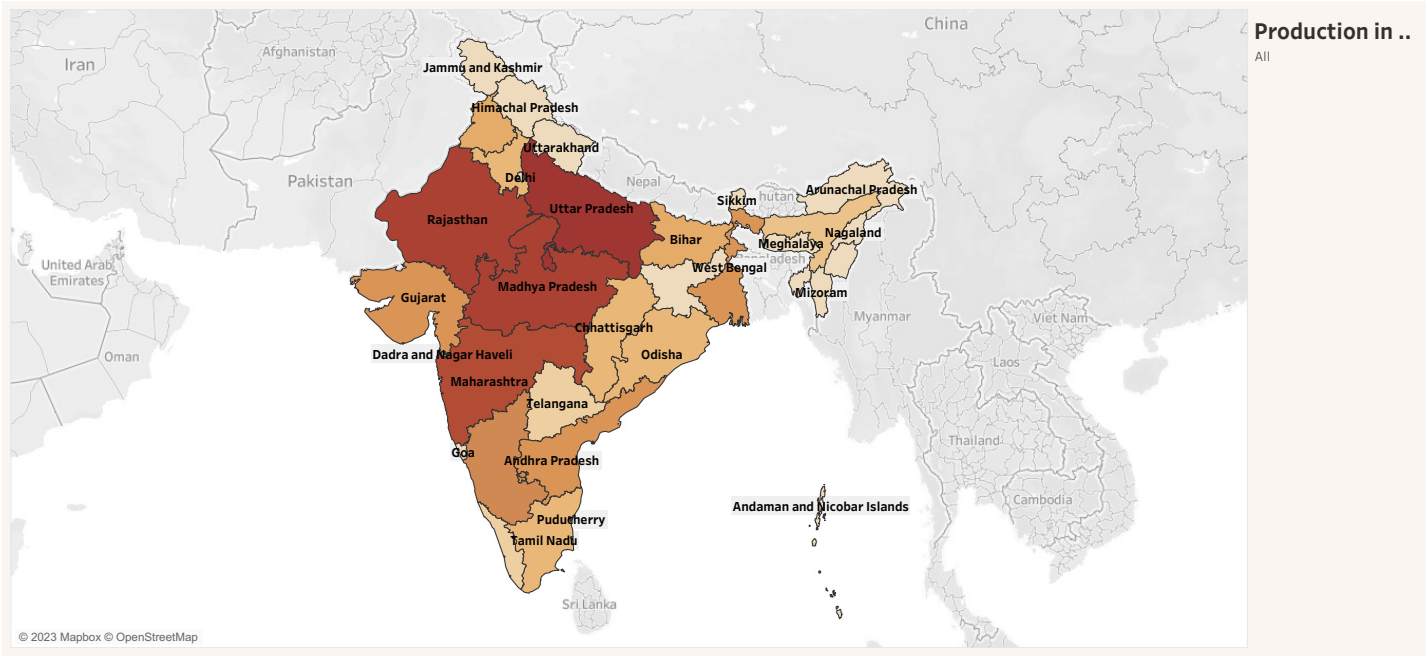 Production in ..
All
China
Afghanistan
Iran
Jammu and Kashmir
Himachal Pradesh
Uttarakhand
Pakistan
Delhi
Nepal
Arunachal Pradesh
Sikkim
hutan
Uttar Pradesh
Rajasthan
Nagaland
Bihar
Meghalaya
Bangladesh
West Bengal
United Arab
Emirates
Madhya Pradesh
Mizoram
Gujarat
Myanmar
Viet Nam
Chhattisgarh
Oman
Dadra and Nagar Haveli
Odisha
Laos
Maharashtra
Telangana
Thailand
Goa
Andhra Pradesh
Cambodia
Andaman and Nicobar Islands
Puducherry
Tamil Nadu
Sri Lanka
© 2023 Mapbox © OpenStreetMap